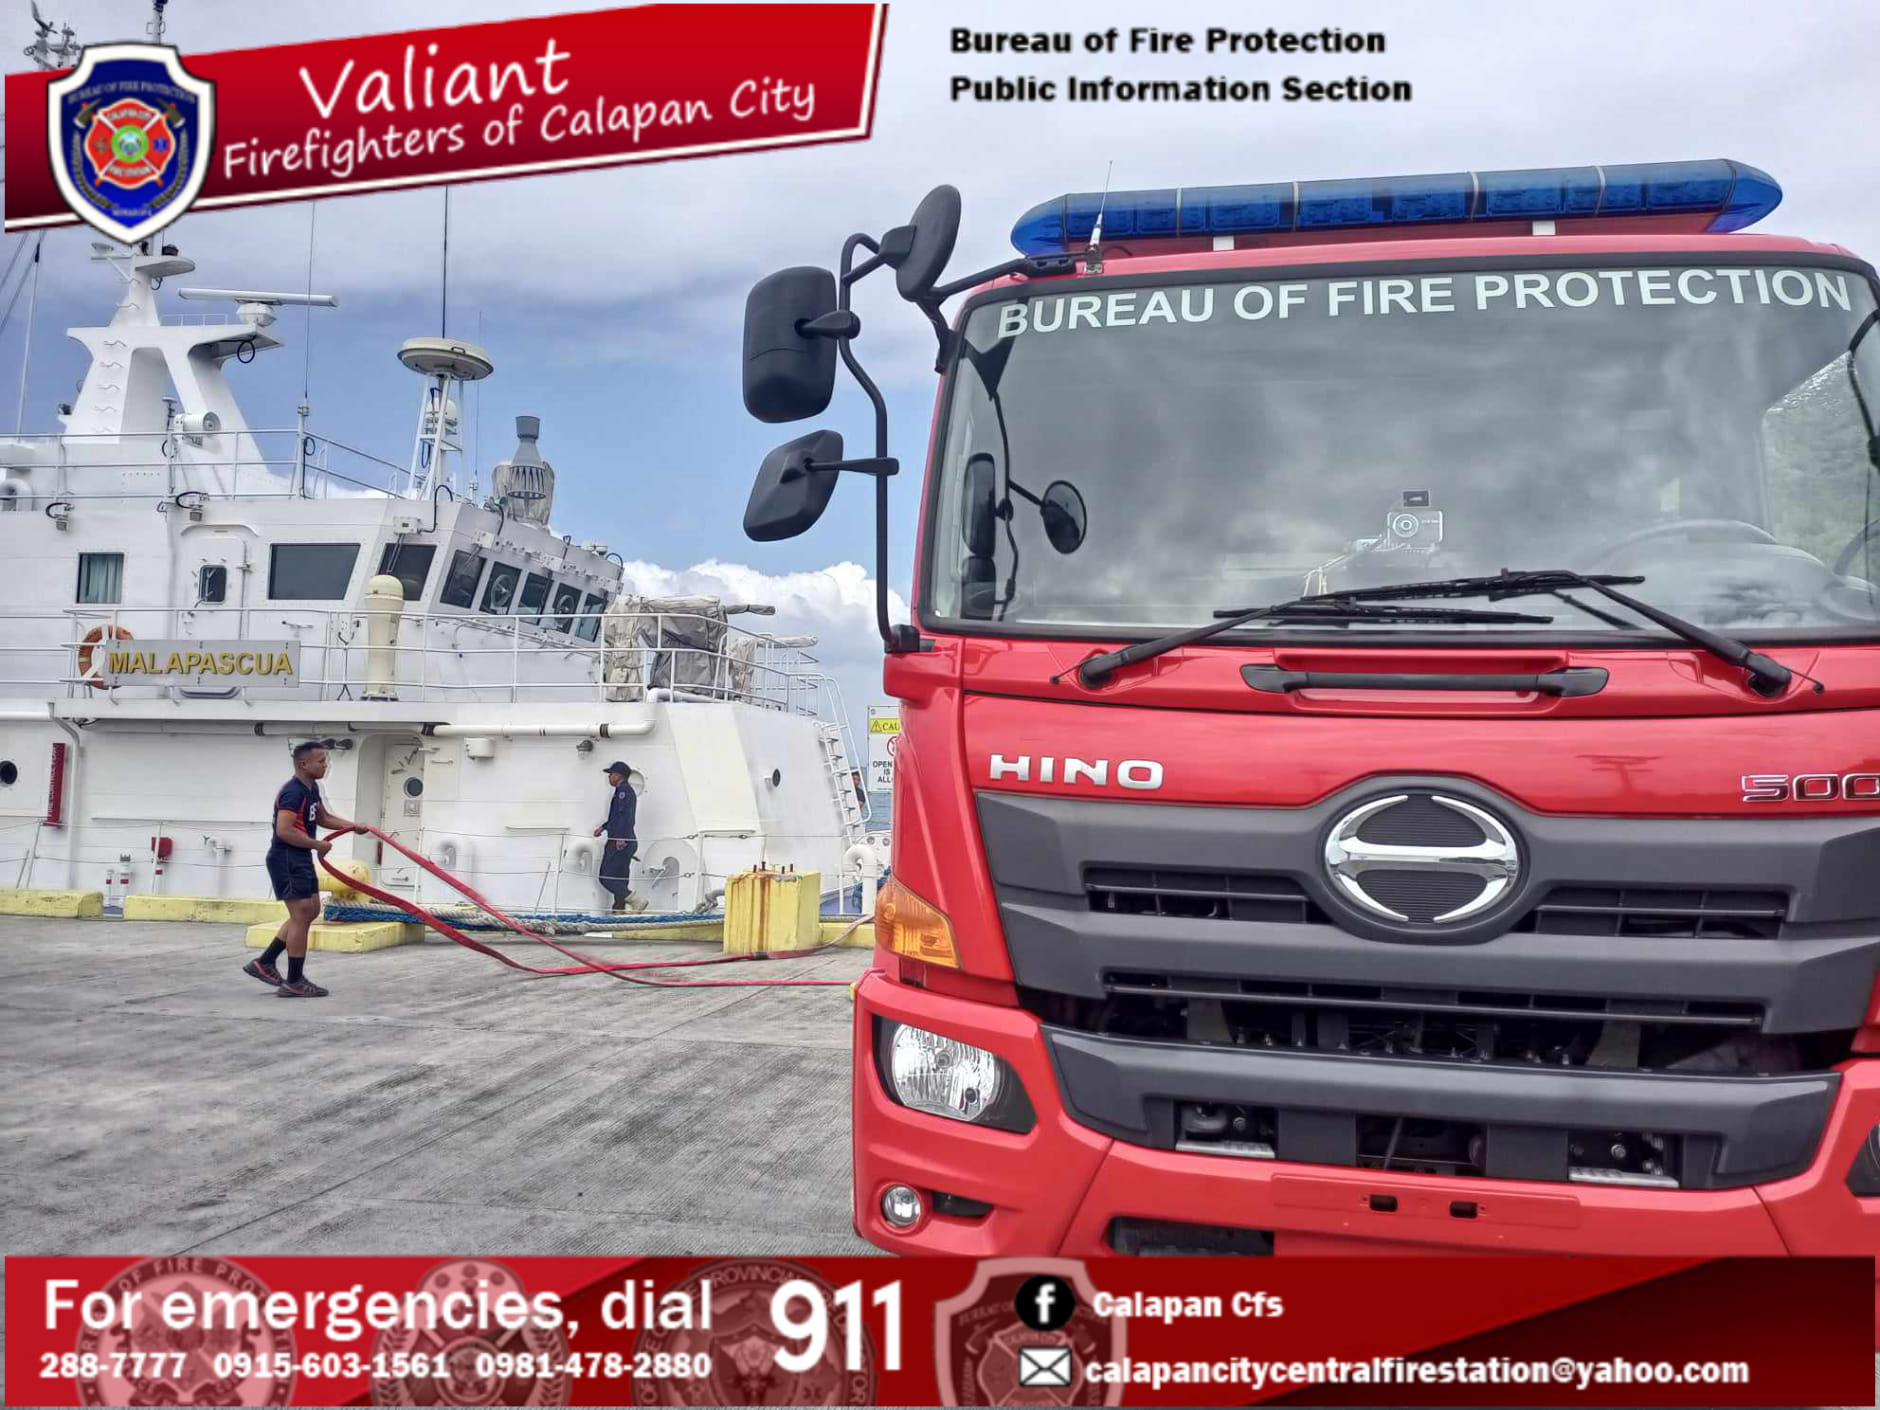 Valiant
Firefighters of Calapan City
Bureau of Fire Protection
Public Information Section
BUREAU OF FIRE PROTECTION
MALAPASCUA
HINO
500
For emergencies, dial 911
288-7777 0915-603-1561 0981-478-2880
Calapan Cfs
calapancitycentralfirestation@yahoo.com